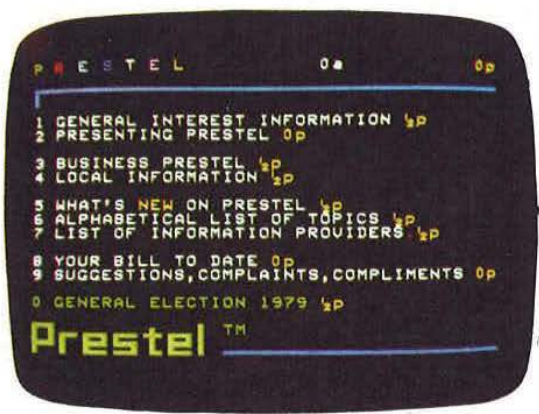 PRESTEL 0a 0p
1 GENERAL INTEREST INFORMATION ½p
2 PRESENTING PRESTEL 0p
3 BUSINESS PRESTEL ½p
4 LOCAL INFORMATION ½p
5 WHAT'S NEW ON PRESTEL ½p
6 ALPHABETICAL LIST OF TOPICS ½p
7 LIST OF INFORMATION PROVIDERS ½p
8 YOUR BILL TO DATE 0p
9 SUGGESTIONS,COMPLAINTS,COMPLIMENTS 0p
0 GENERAL ELECTION 1979 ½p
Prestel ™